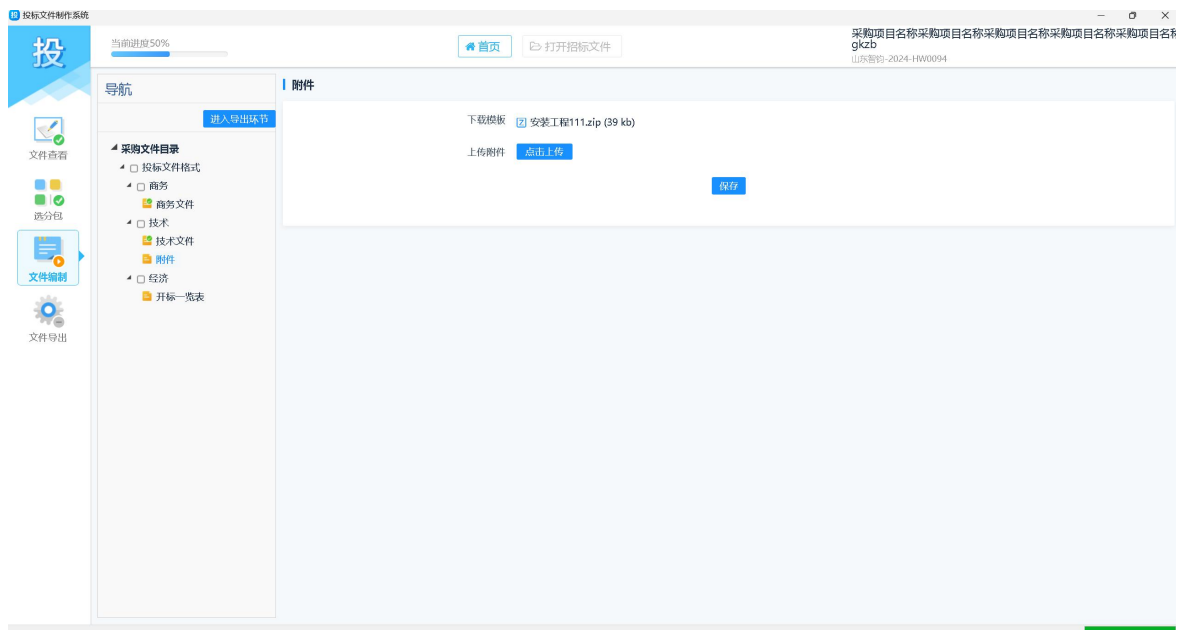 投 投标文件制作系统
投
当前进度50%
首页
打开招标文件
采购项目名称采购项目名称采购项目名称采购项目名称采购项目名
gkzb
山东智钧-2024-HW0094
文件查看
选分包
文件编制
文件导出
导航
进入导出环节
采购文件目录
投标文件格式
商务
商务文件
技术
技术文件
附件
经济
开标一览表
附件
下载模板 安装工程111.zip (39 kb)
上传附件 点击上传
保存